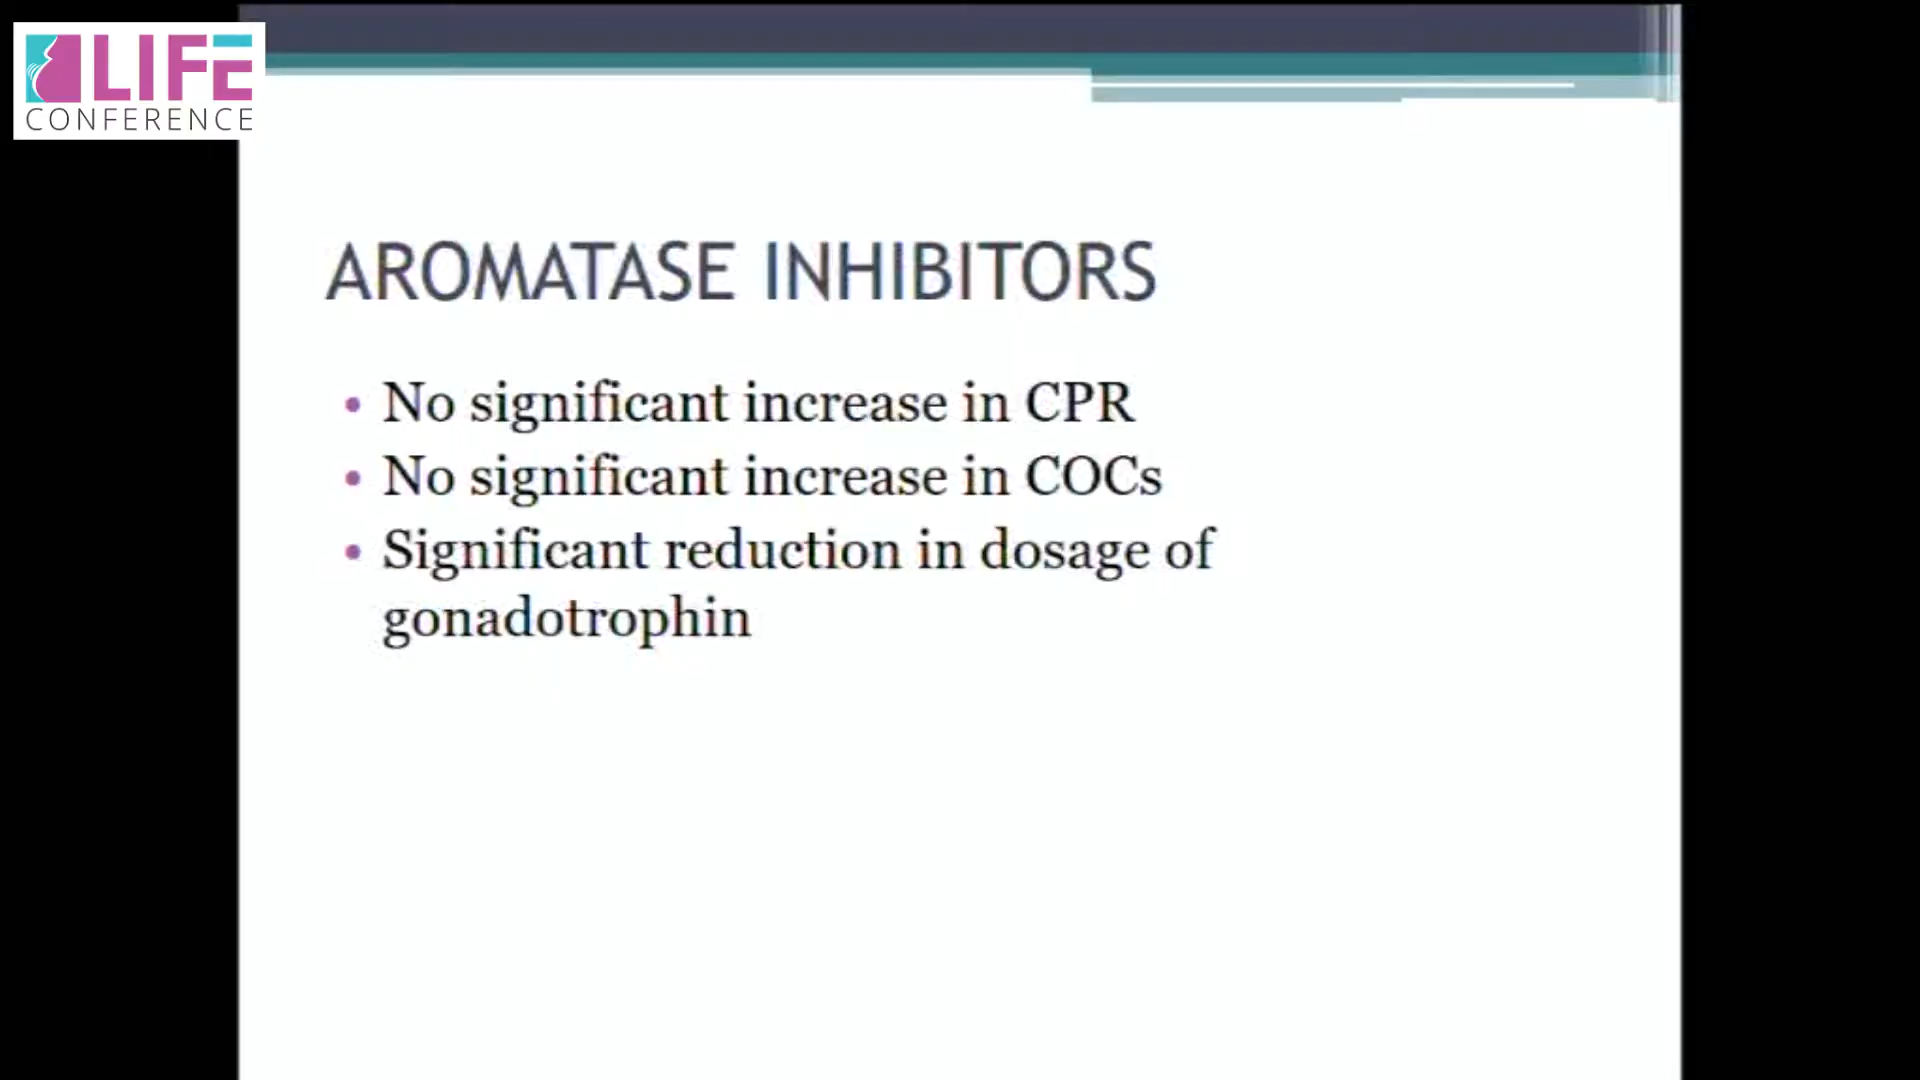 LIFE
CONFERENCE
AROMATASE INHIBITORS
• No significant increase in CPR
• No significant increase in COCs
• Significant reduction in dosage of
gonadotrophin